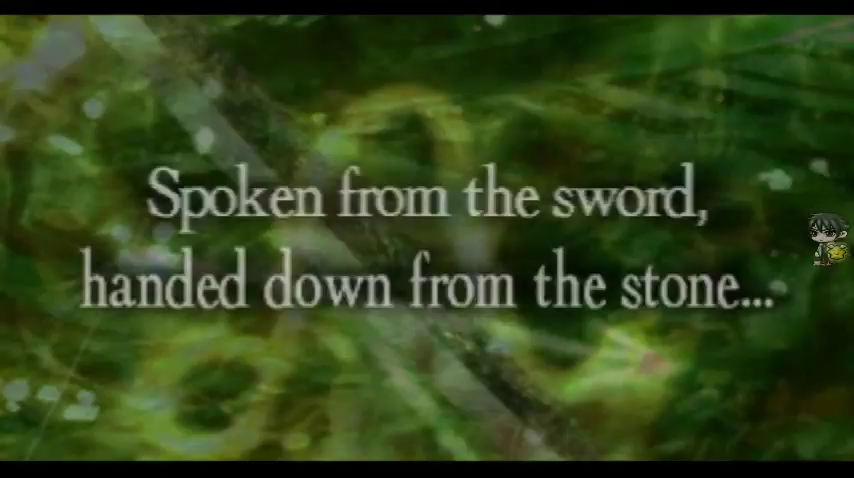 Spoken from the sword,
handed down from the stone...